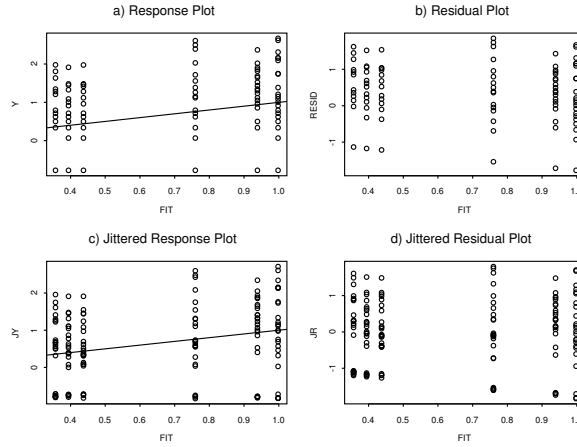 a) Response Plot
Y
0 1 2
0.4 0.5 0.6 0.7 0.8 0.9 1.0
FIT
b) Residual Plot
RESID
-1 0 1
0.4 0.5 0.6 0.7 0.8 0.9 1.0
FIT
c) Jittered Response Plot
JY
0 1 2
0.4 0.5 0.6 0.7 0.8 0.9 1.0
FIT
d) Jittered Residual Plot
JR
-1 0 1
0.4 0.5 0.6 0.7 0.8 0.9 1.0
FIT